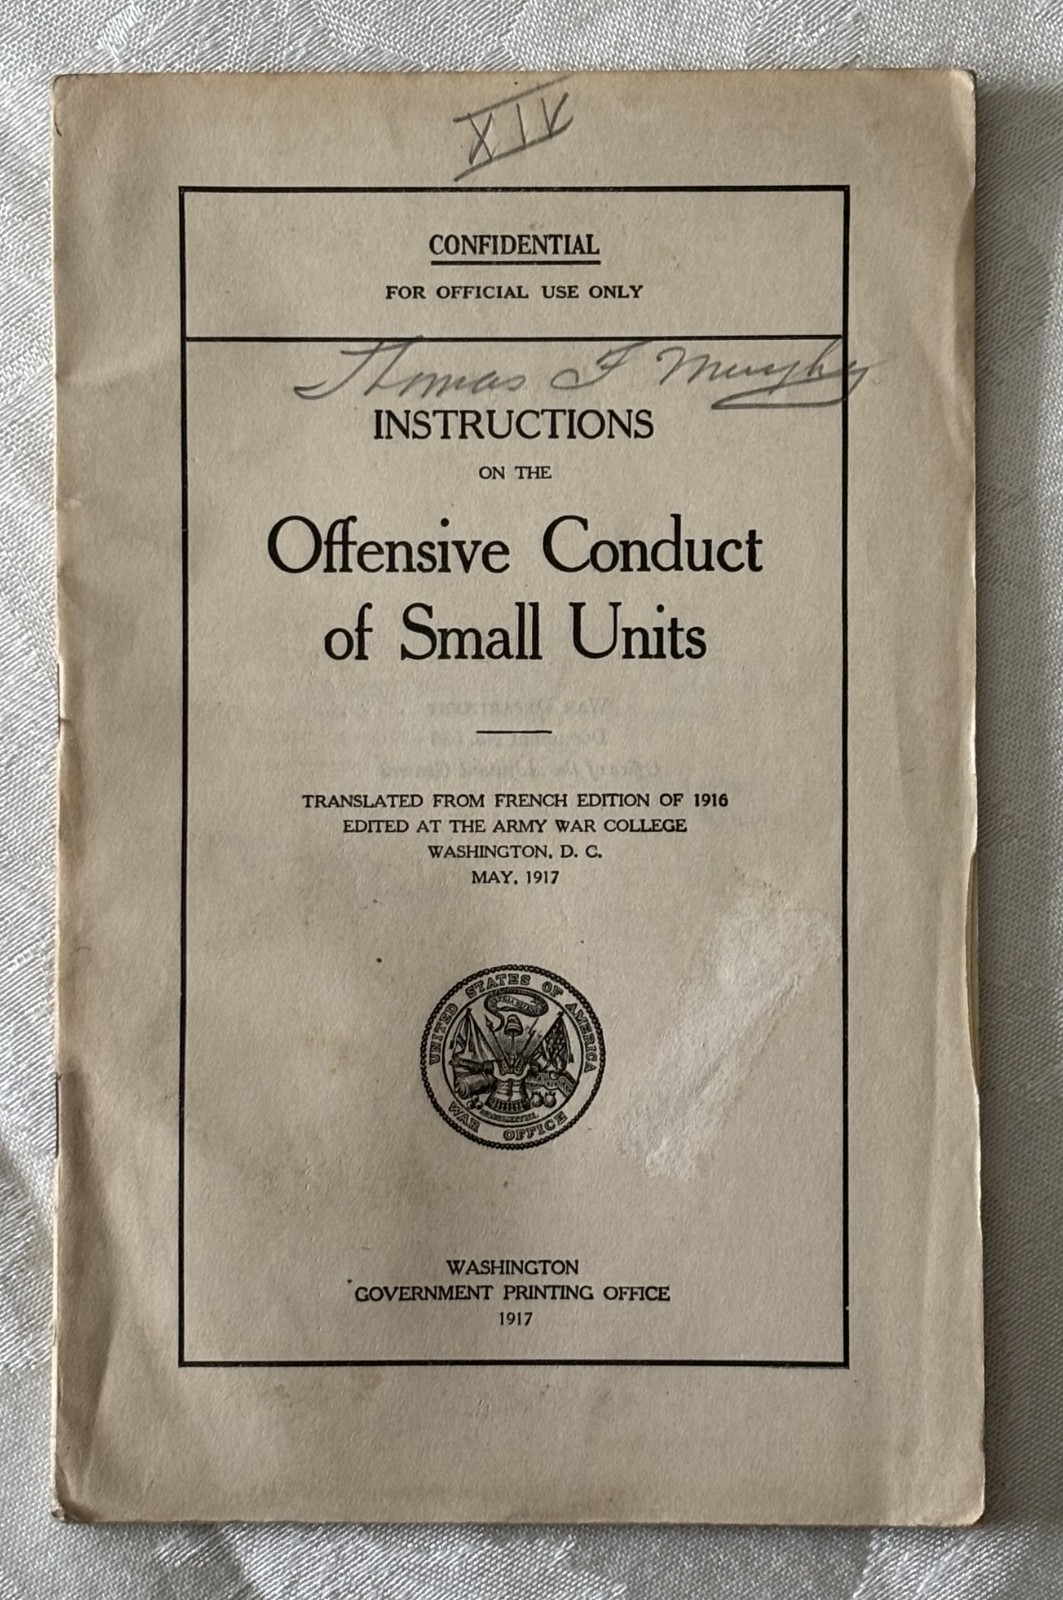 XIV
CONFIDENTIAL
FOR OFFICIAL USE ONLY
Thomas F Murphy
INSTRUCTIONS
ON THE
Offensive Conduct
of Small Units
TRANSLATED FROM FRENCH EDITION OF 1916
EDITED AT THE ARMY WAR COLLEGE
WASHINGTON, D. C.
MAY, 1917
UNITED STATES OF AMERICA
WAR OFFICE
WASHINGTON
GOVERNMENT PRINTING OFFICE
1917